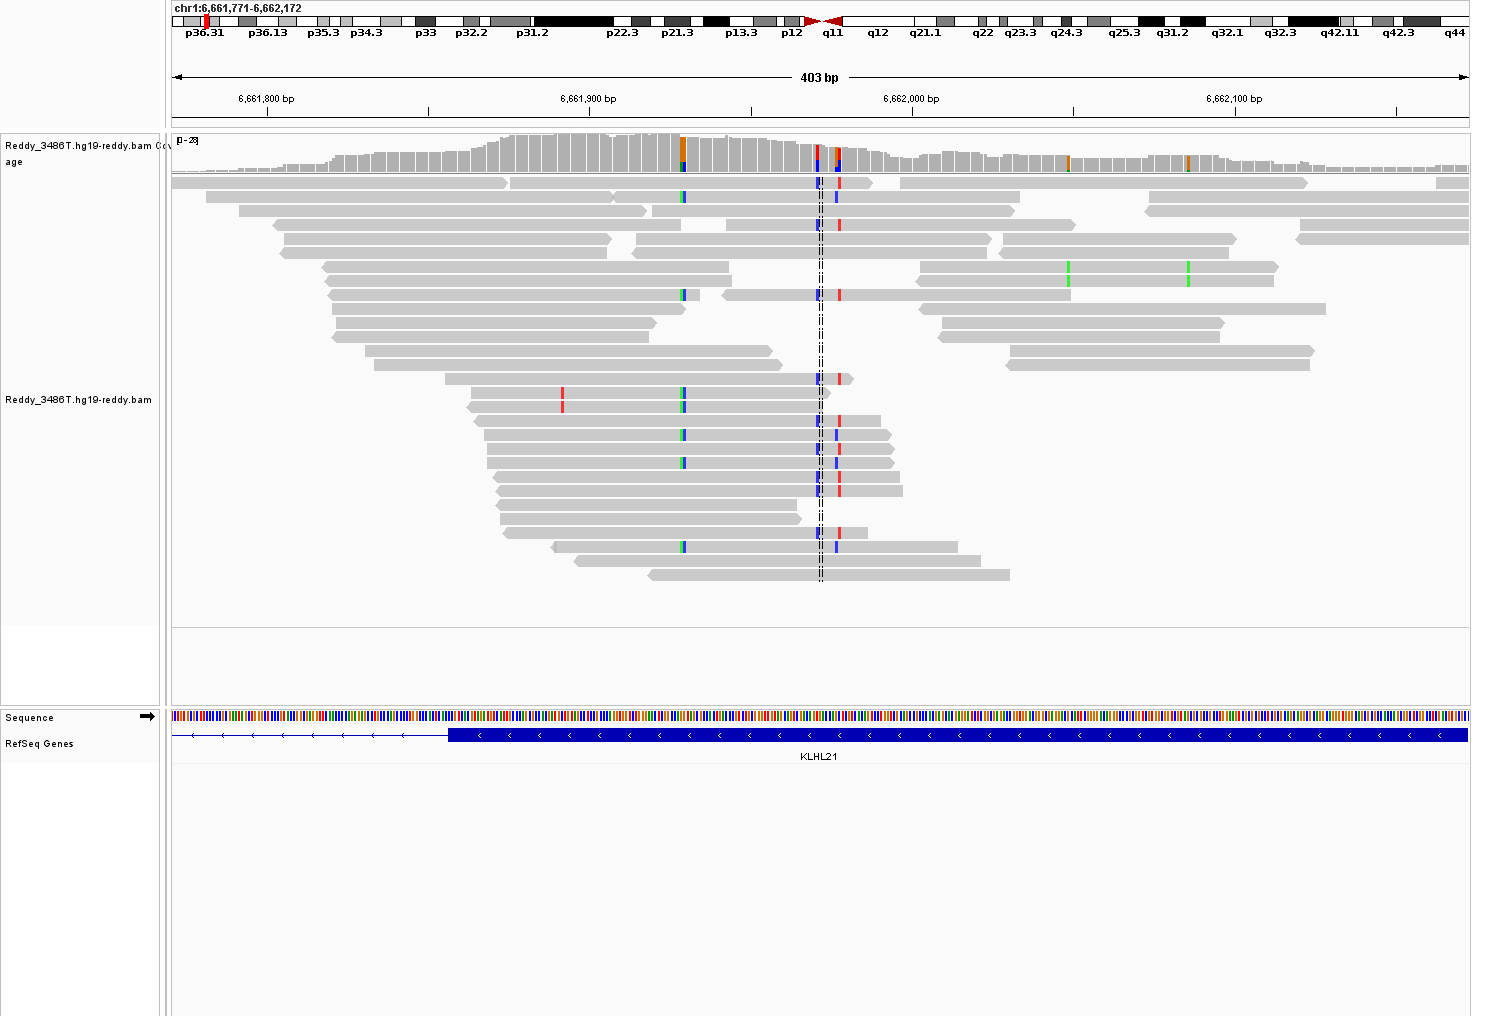 chr1:6,661,771-6,662,172
p36.31 p36.13 p35.3 p34.3 p33 p32.2 p31.2 p22.3 p21.3 p13.3 p12 q11 q12 q21.1 q22 q23.3 q24.3 q25.3 q31.2 q32.1 q32.3 q42.11 q42.3 q44
403 bp
6,661,800 bp 6,661,900 bp 6,662,000 bp 6,662,100 bp
Reddy_3486T.hg19-reddy.bam Cov
age
[0-28]
Reddy_3486T.hg19-reddy.bam
Sequence
RefSeq Genes
KLHL21